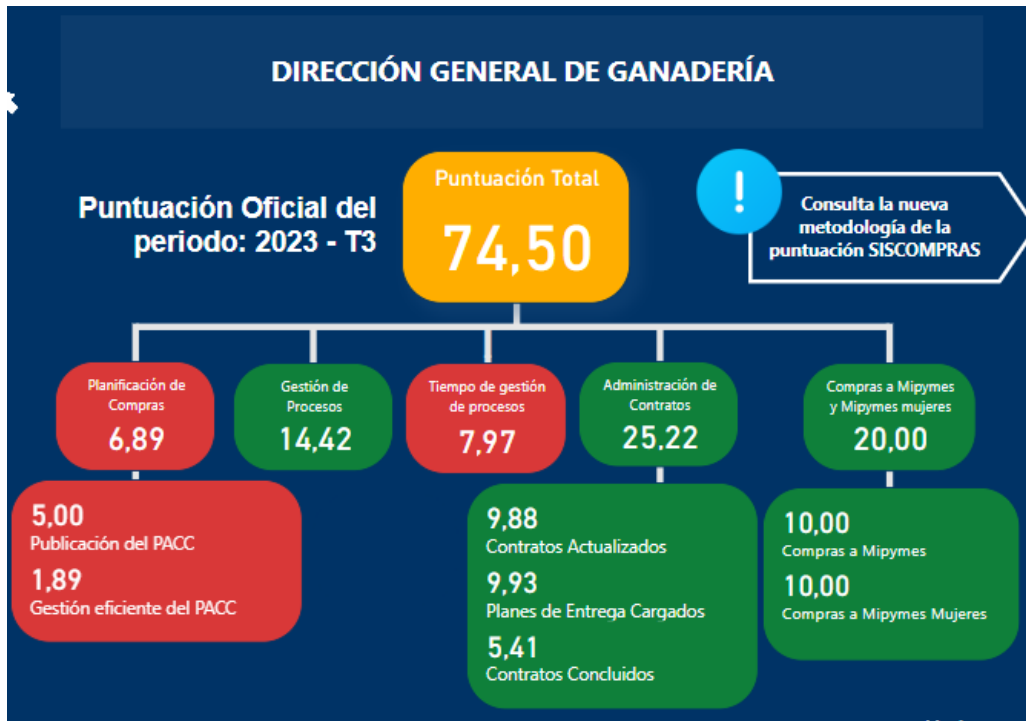 DIRECCIÓN GENERAL DE GANADERÍA
Puntuación Oficial del
periodo: 2023 - T3
Puntuación Total
74,50
!
Consulta la nueva
metodología de la
puntuación SISCOMPRAS
Planificación de
Compras
6,89
Gestión de
Procesos
14,42
Tiempo de gestión
de procesos
7,97
Administración de
Contratos
25,22
Compras a Mipymes
y Mipymes mujeres
20,00
5,00
Publicación del PACC
1,89
Gestión eficiente del PACC
9,88
Contratos Actualizados
9,93
Planes de Entrega Cargados
5,41
Contratos Concluidos
10,00
Compras a Mipymes
10,00
Compras a Mipymes Mujeres